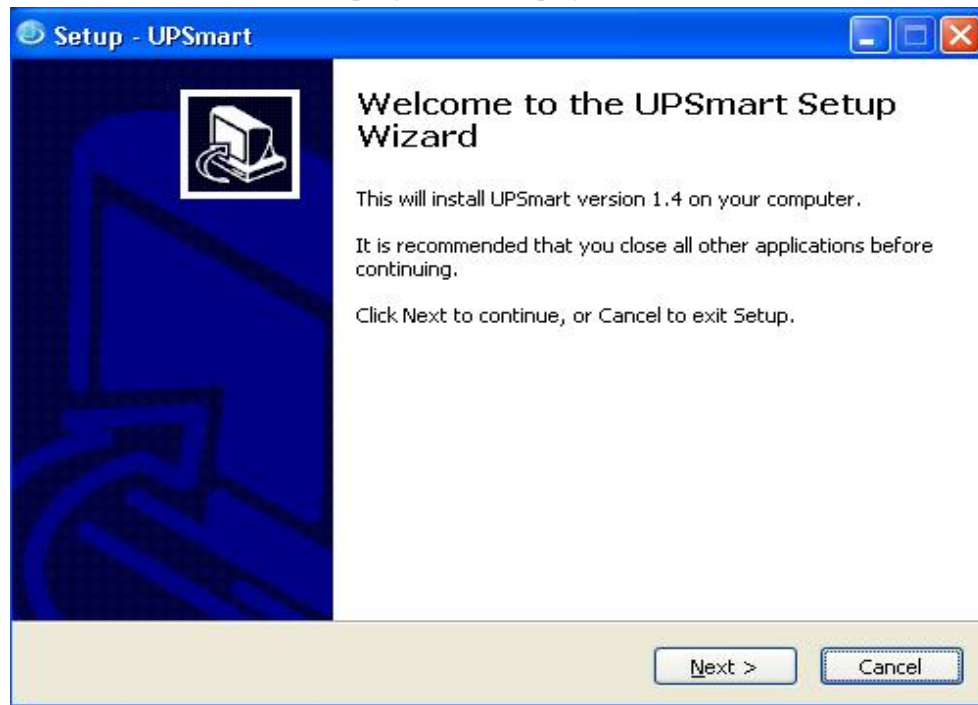 Setup - UPSmart
Welcome to the UPSmart Setup
Wizard
This will install UPSmart version 1.4 on your computer.
It is recommended that you close all other applications before
continuing.
Click Next to continue, or Cancel to exit Setup.
Next >
Cancel